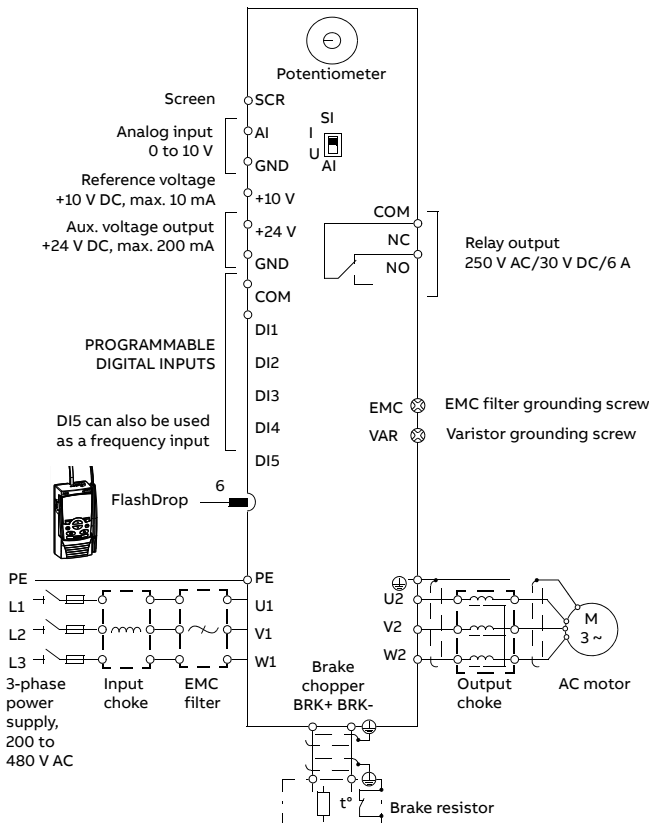 Potentiometer
Screen
SCR
Analog input
0 to 10 V
AI
GND
SI
I
U
AI
Reference voltage
+10 V DC, max. 10 mA
+10 V
Aux. voltage output
+24 V DC, max. 200 mA
+24 V
GND
COM
NC
NO
Relay output
250 V AC/30 V DC/6 A
COM
PROGRAMMABLE
DIGITAL INPUTS
DI1
DI2
DI3
DI4
DI5
DI5 can also be used
as a frequency input
EMC
EMC filter grounding screw
VAR
Varistor grounding screw
FlashDrop
6
PE
PE
L1
U1
L2
V1
L3
W1
3-phase
power
supply,
200 to
480 V AC
Input
choke
EMC
filter
U2
V2
W2
M
3 ~
Output
choke
AC motor
Brake
chopper
BRK+ BRK-
t°
Brake resistor